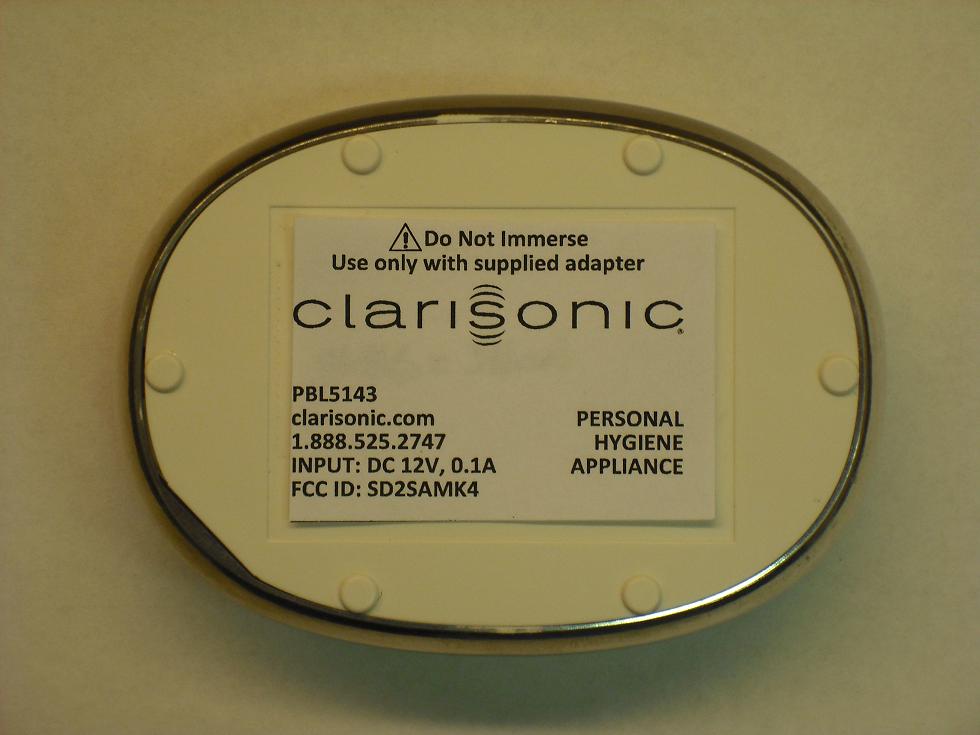 Do Not Immerse
Use only with supplied adapter
clarisonic®
PBL5143
clarisonic.com
1.888.525.2747
INPUT: DC 12V, 0.1A
FCC ID: SD2SAMK4
PERSONAL
HYGIENE
APPLIANCE